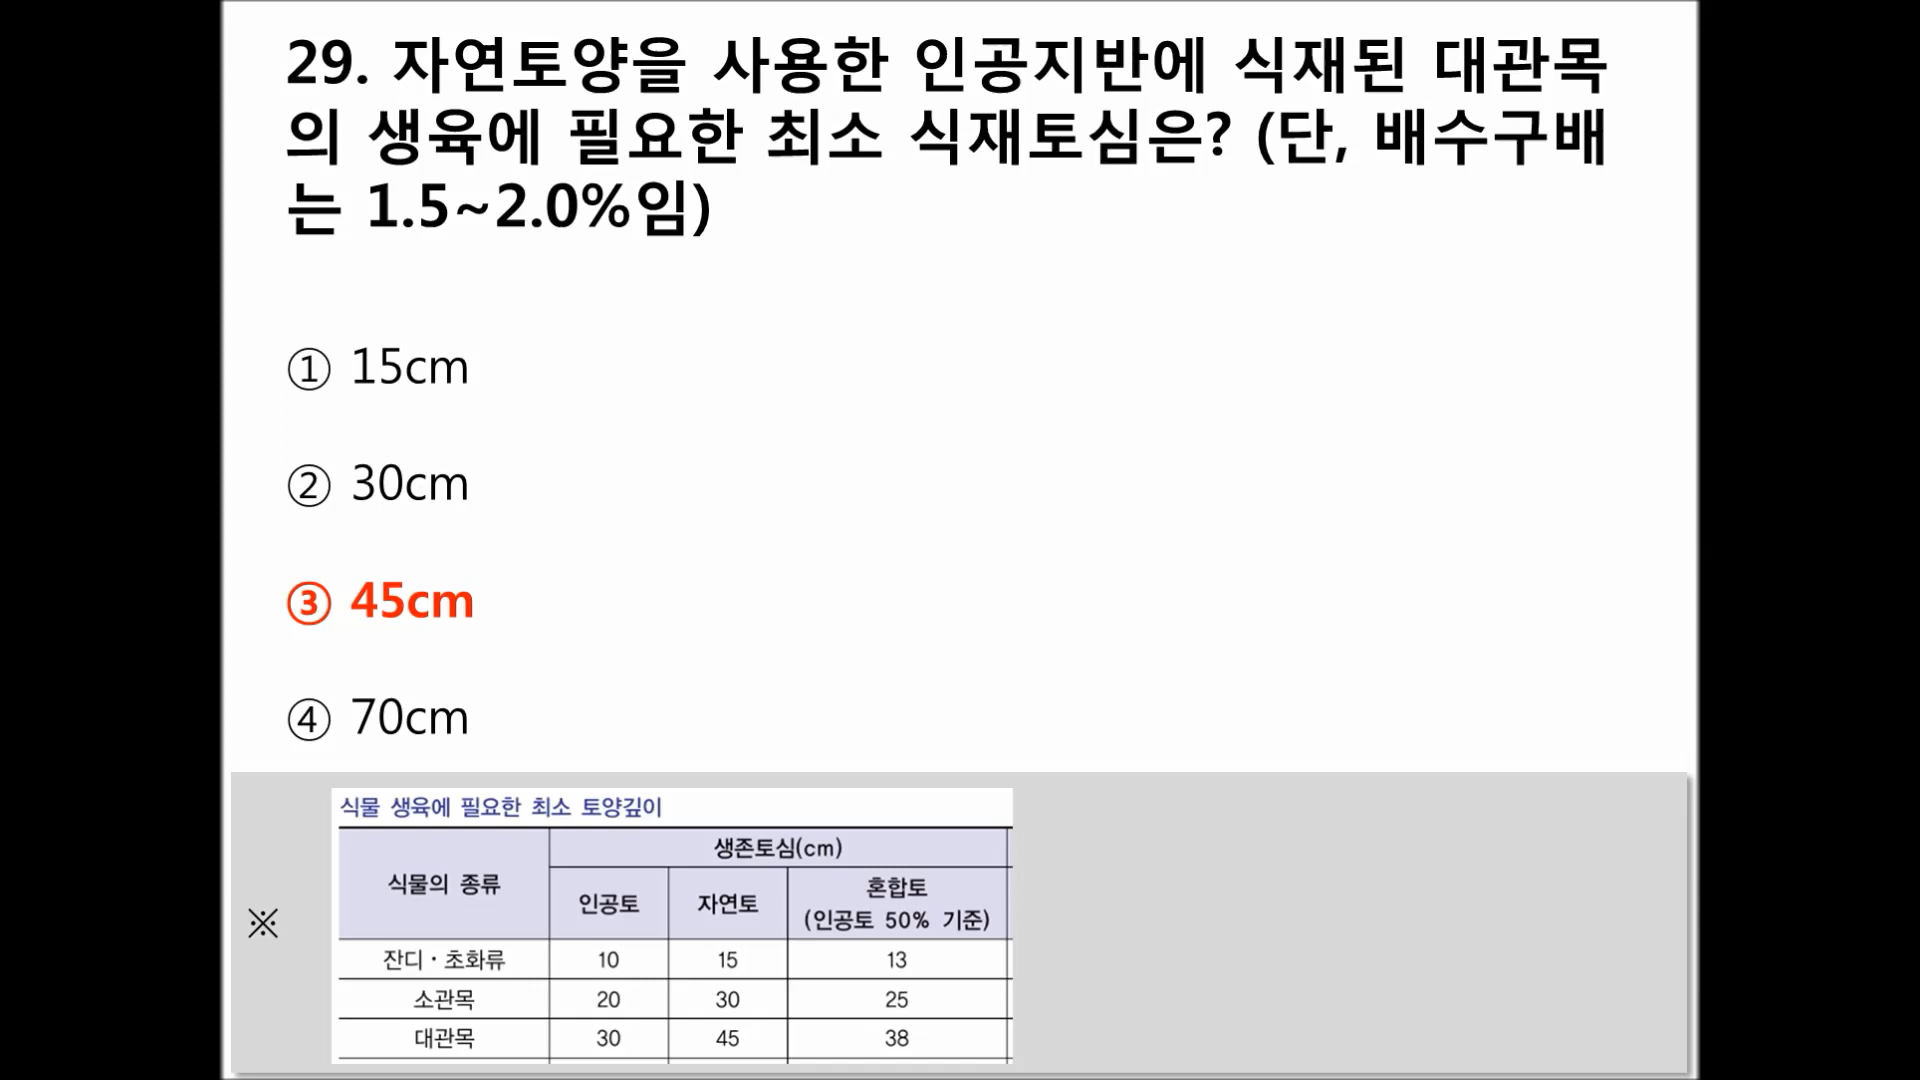 29. 자연토양을 사용한 인공지반에 식재된 대관목
의 생육에 필요한 최소 식재토심은? (단, 배수구배
는 1.5~2.0%임)
① 15cm
② 30cm
③ 45cm
④ 70cm
※
식물 생육에 필요한 최소 토양깊이
식물의 종류 생존토심(cm)
인공토 자연토 혼합토
(인공토 50% 기준)
잔디·초화류 10 15 13
소관목 20 30 25
대관목 30 45 38